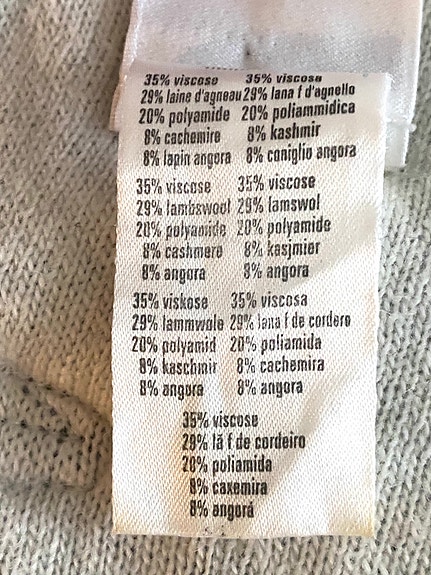 35% viscose
29% laine d'agneau
20% polyamide
8% cachemire
8% lapin angora
35% viscosa
29% lana f d'agnello
20% poliammidica
8% kashmir
8% coniglio angora
35% viscose
29% lambswool
20% polyamide
8% cashmere
8% angora
35% viscose
29% lamswol
20% polyamide
8% kasjmier
8% angora
35% viskose
29% lammwole
20% polyamid
8% kaschmir
8% angora
35% viscosa
29% lana f de cordero
20% poliamida
8% cachemira
8% angora
35% viscose
29% lã f de cordeiro
20% poliamida
8% caxemira
8% angorá